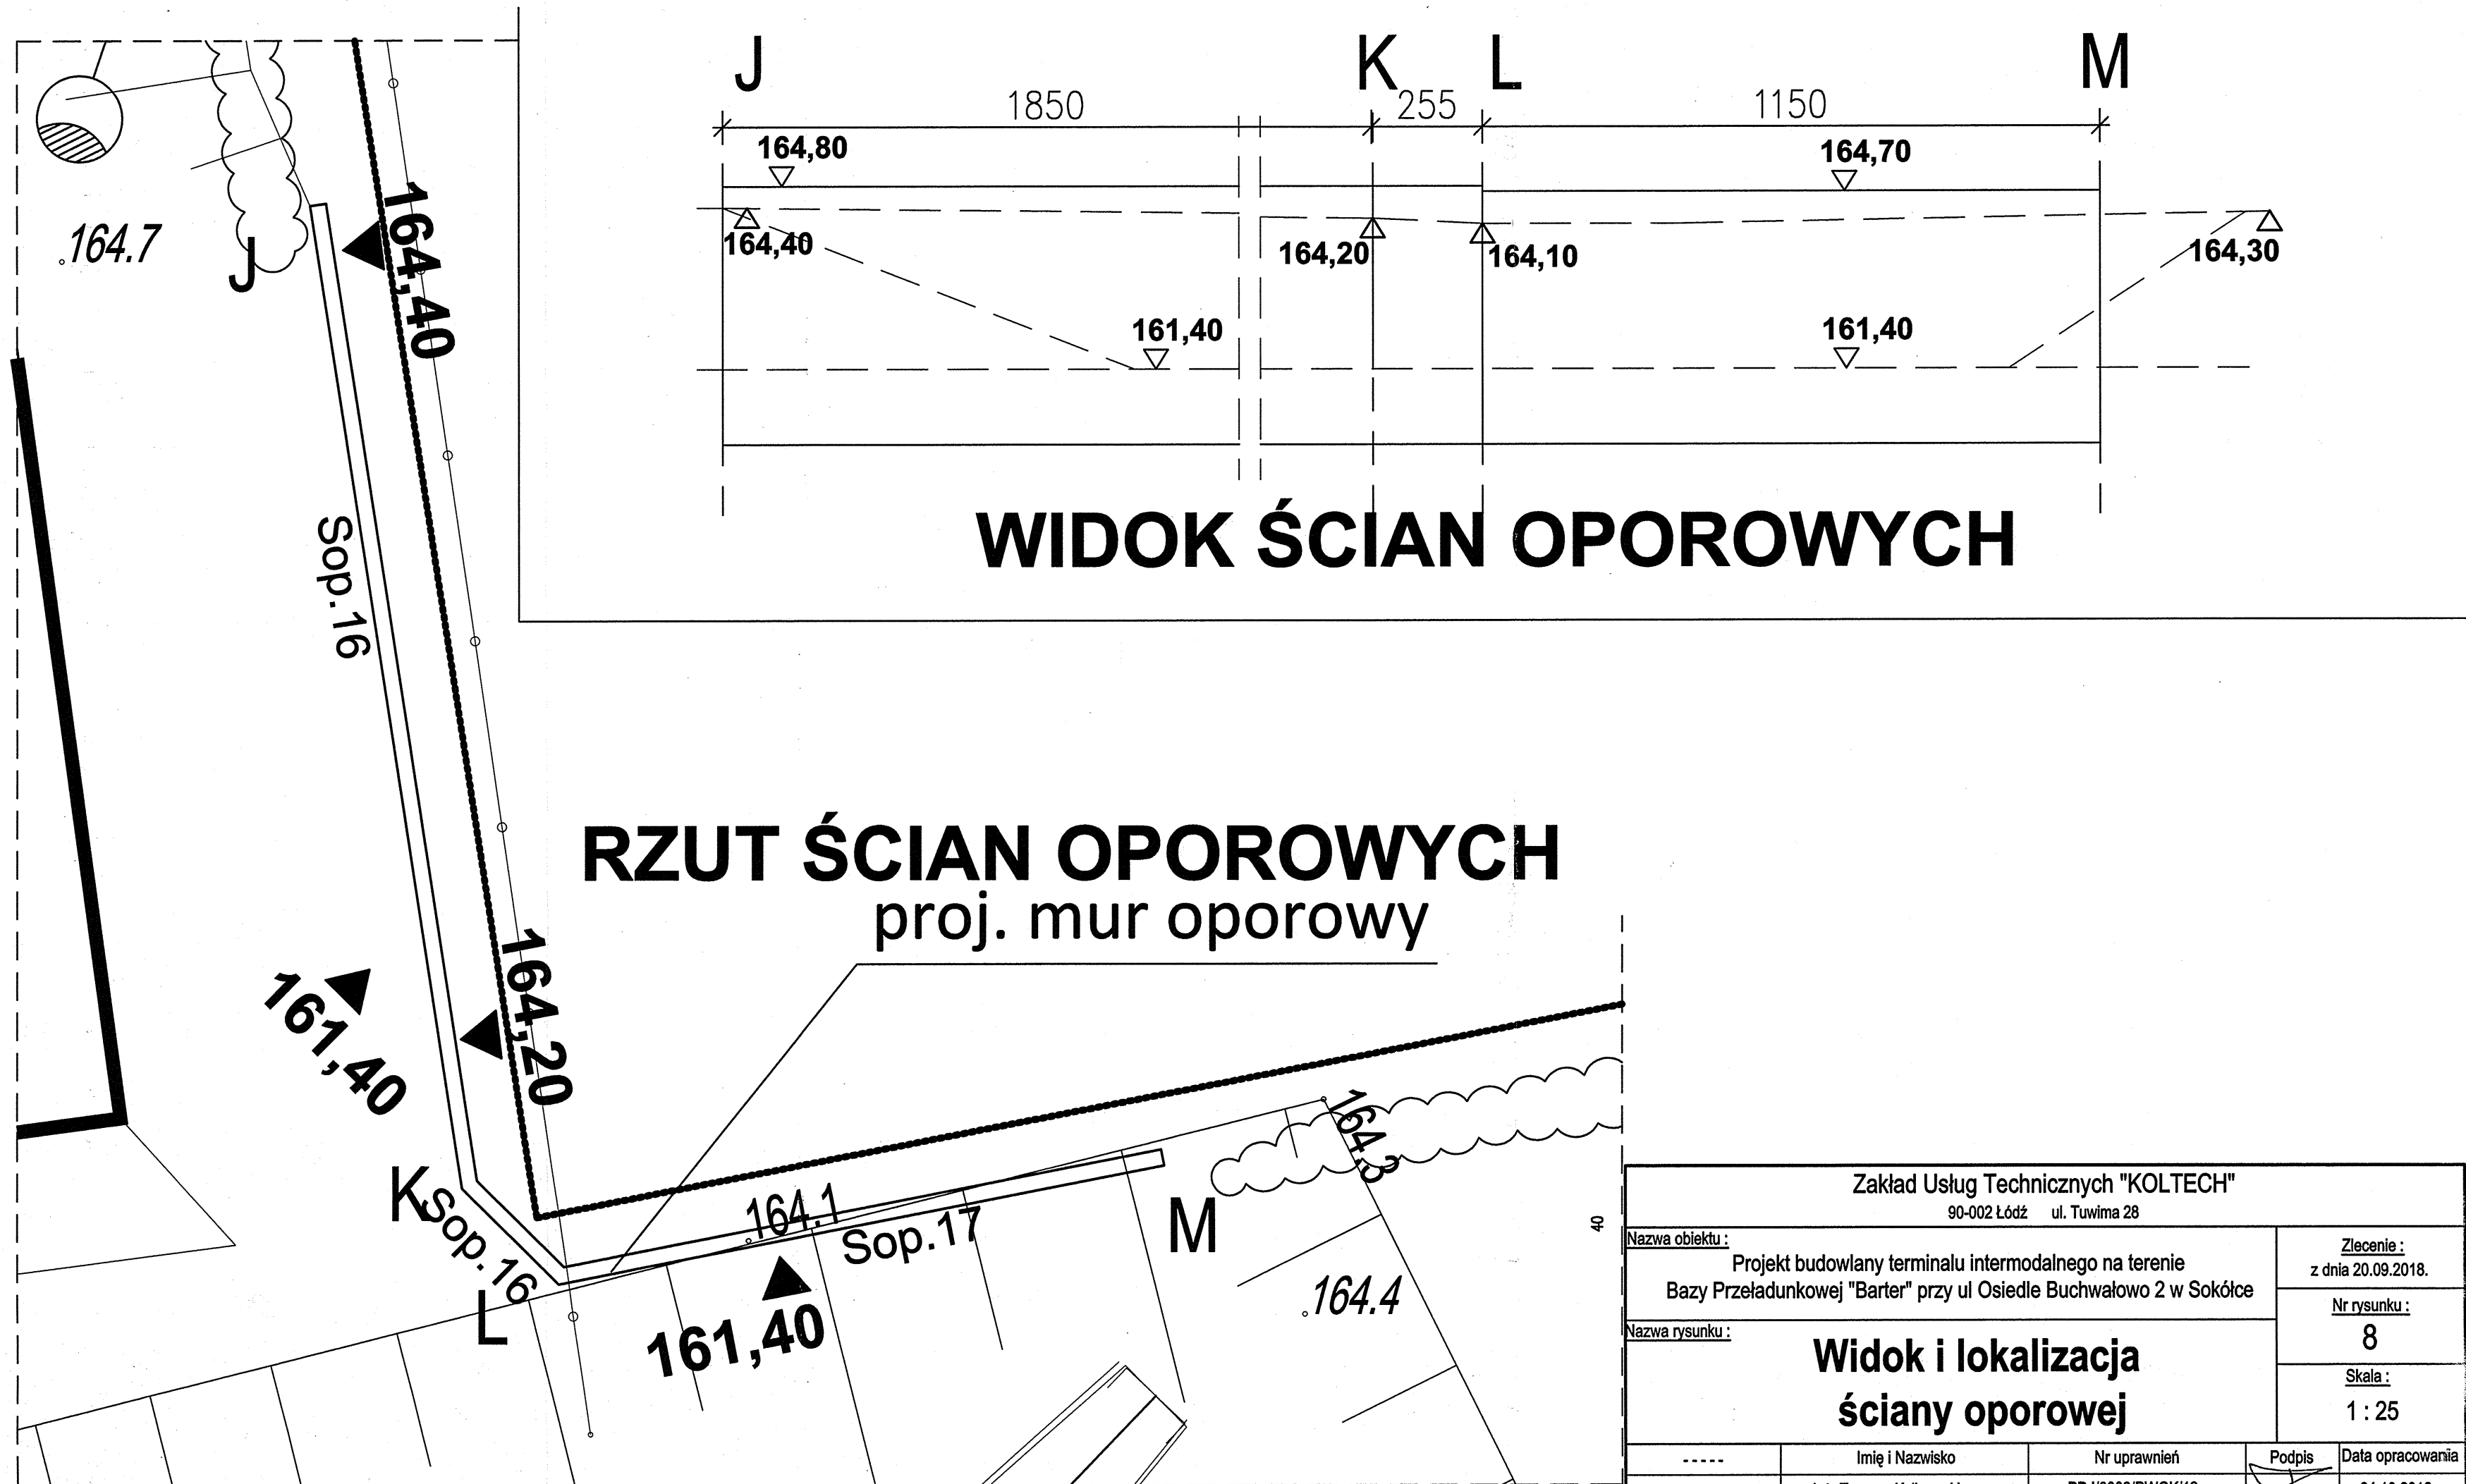 J
K
L
M
1850
255
1150
164,80
164,70
164,40
164,20
164,10
164,30
161,40
161,40
WIDOK ŚCIAN OPOROWYCH
.164.7
J
164,40
Sop.16
RZUT ŚCIAN OPOROWYCH
proj. mur oporowy
164,20
161,40
K
Sop.16
L
164.1
Sop.17
M
161,40
164.3
.164.4
40
Zakład Usług Technicznych "KOLTECH"
90-002 Łódź ul. Tuwima 28
Nazwa obiektu :
Projekt budowlany terminalu intermodalnego na terenie
Bazy Przeładunkowej "Barter" przy ul Osiedle Buchwałowo 2 w Sokółce
Zlecenie :
z dnia 20.09.2018.
Nr rysunku :
8
Nazwa rysunku :
Widok i lokalizacja
ściany oporowej
Skala :
1 : 25
-----
Imię i Nazwisko
Nr uprawnień
Podpis
Data opracowania